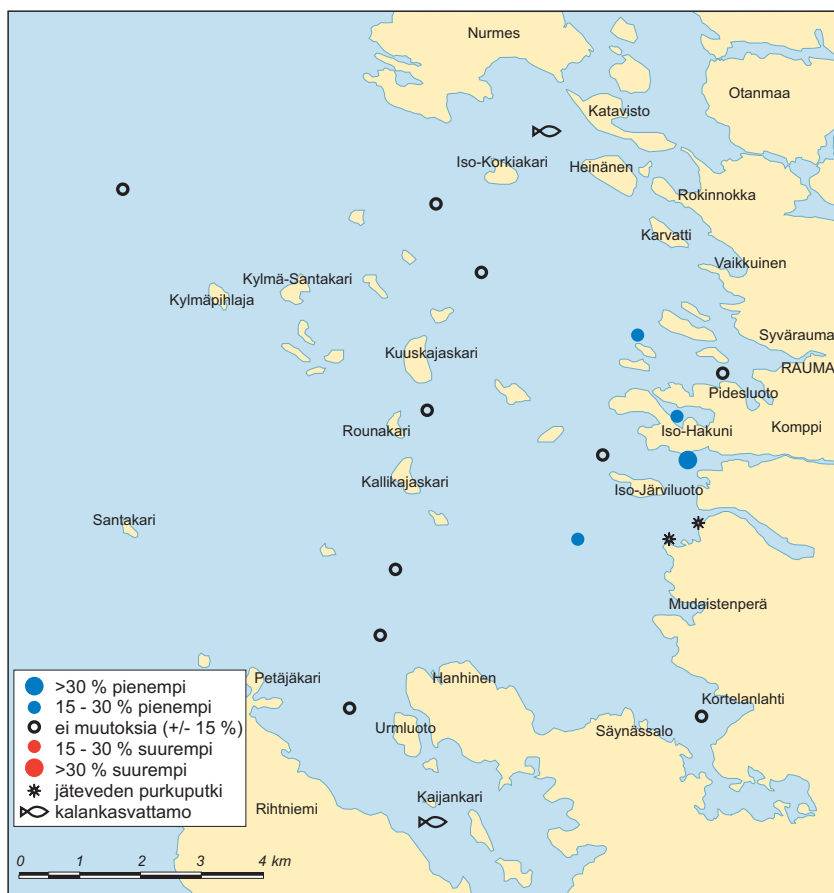 Nurmes
Otanmaa
Katavisto
Iso-Korkiakari
Heinänen
Rokinnokka
Karvatti
Vaikkuinen
Kylmä-Santakari
Kylmäpihlaja
Syvärauma
Kuuskajaskari
RAUMA
Pidesluoto
Komppi
Rounakari
Iso-Hakuni
Kallikajaskari
Iso-Järviluoto
Santakari
Mudaistenperä
Petäjäkari
Hanhinen
Kortelanlahti
Urmluoto
Säynässalo
Kaijankari
Rihtniemi
>30 % pienempi
15 - 30 % pienempi
ei muutoksia (+/- 15 %)
15 - 30 % suurempi
>30 % suurempi
jäteveden purkuputki
kalankasvattamo
0 1 2 3 4 km